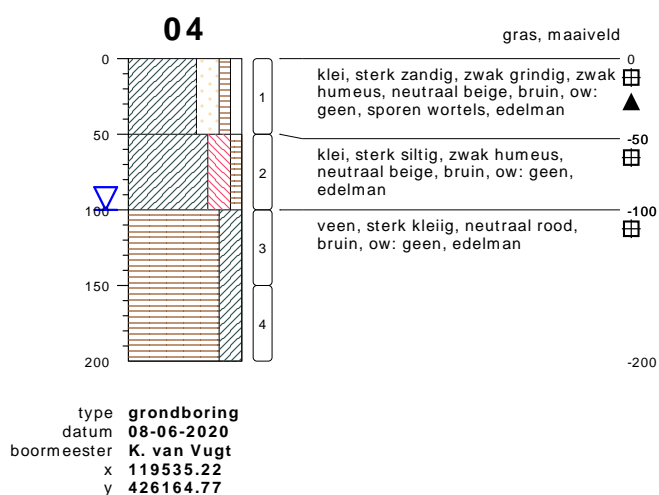 04
gras, maaiveld
0
50
100
150
200
1
2
3
4
0
klei, sterk zandig, zwak grindig, zwak
humeus, neutraal beige, bruin, ow:
geen, sporen wortels, edelman
-50
klei, sterk siltig, zwak humeus,
neutraal beige, bruin, ow: geen,
edelman
-100
veen, sterk kleiig, neutraal rood,
bruin, ow: geen, edelman
-200
type grondboring
datum 08-06-2020
boormeester K. van Vugt
x 119535.22
y 426164.77